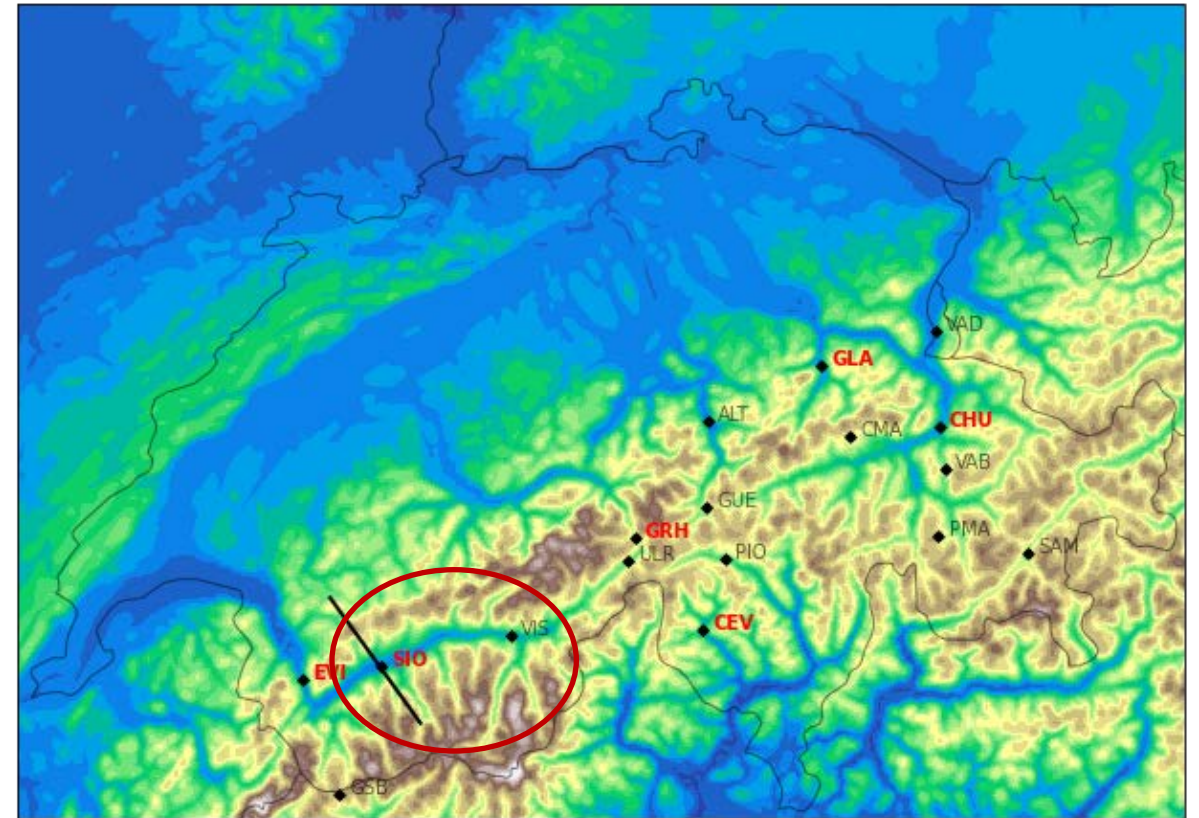 VAD
GLA
ALT
CHU
CMA
VAB
GUE
GRH
PMA
ULR
PIO
SAM
CEV
VIS
SIO
EVI
GSB